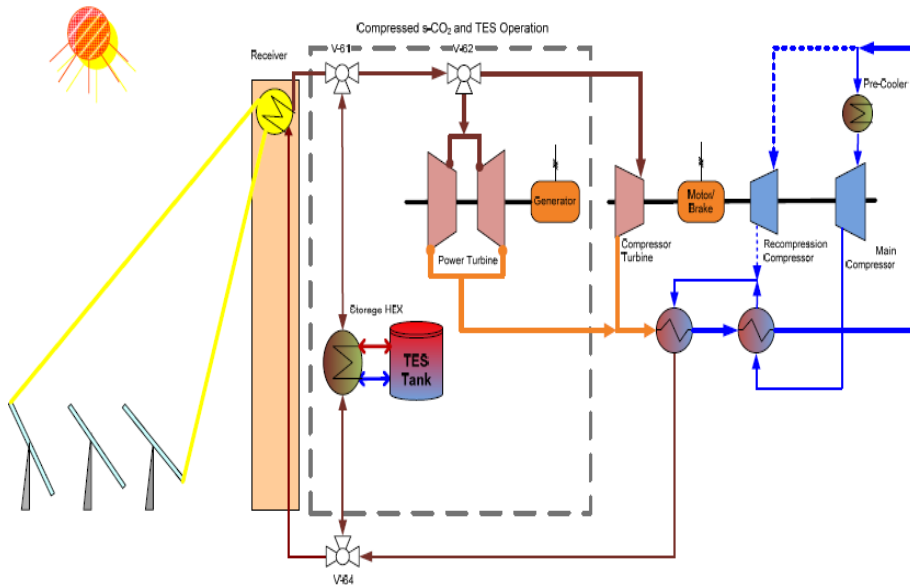 Compressed s-CO₂ and TES Operation
V-61
V-62
Receiver
Pre-Cooler
Generator
Motor/
Brake
Power Turbine
Compressor
Turbine
Recompression
Compressor
Main
Compressor
Storage HEX
TES
Tank
V-64